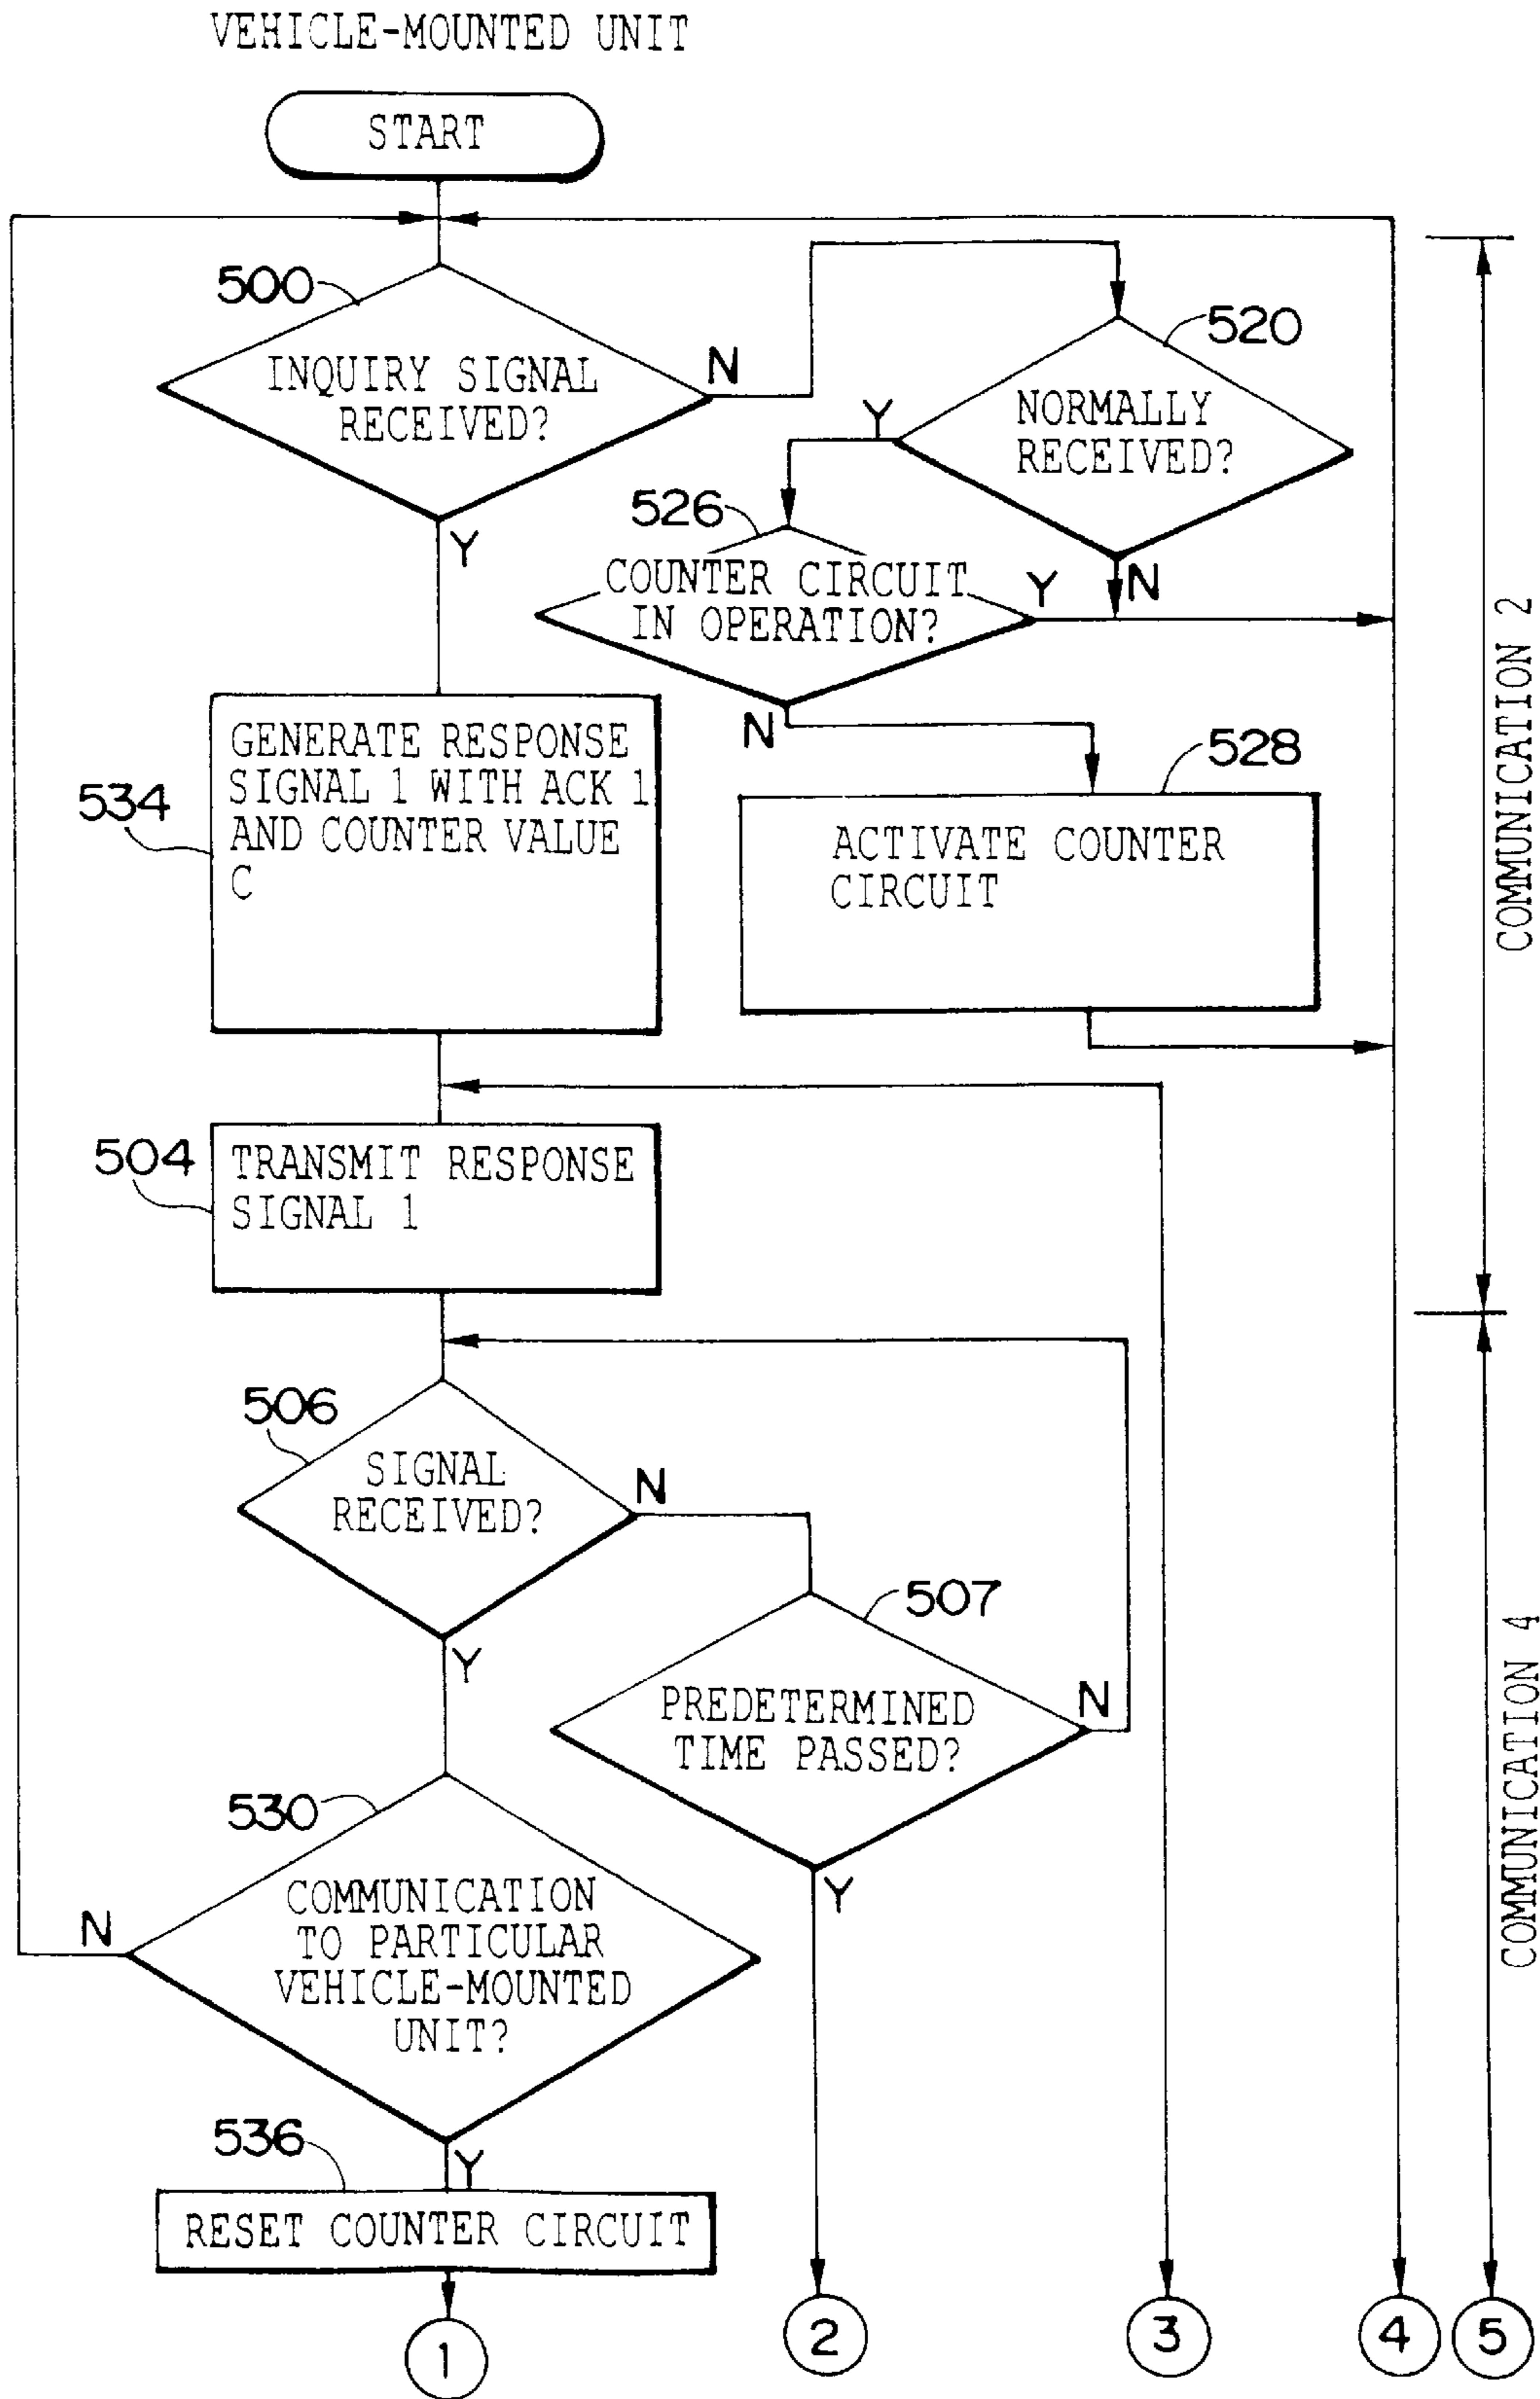 VEHICLE-MOUNTED UNIT
START
500
INQUIRY SIGNAL
RECEIVED?
N
Y
520
NORMALLY
RECEIVED?
Y
N
526
COUNTER CIRCUIT
IN OPERATION?
Y
N
528
ACTIVATE COUNTER
CIRCUIT
534
GENERATE RESPONSE
SIGNAL 1 WITH ACK 1
AND COUNTER VALUE
C
COMMUNICATION 2
504
TRANSMIT RESPONSE
SIGNAL 1
506
SIGNAL
RECEIVED?
N
Y
507
PREDETERMINED
TIME PASSED?
N
Y
COMMUNICATION 4
530
COMMUNICATION
TO PARTICULAR
VEHICLE-MOUNTED
UNIT?
N
Y
536
RESET COUNTER CIRCUIT
1
2
3
4
5